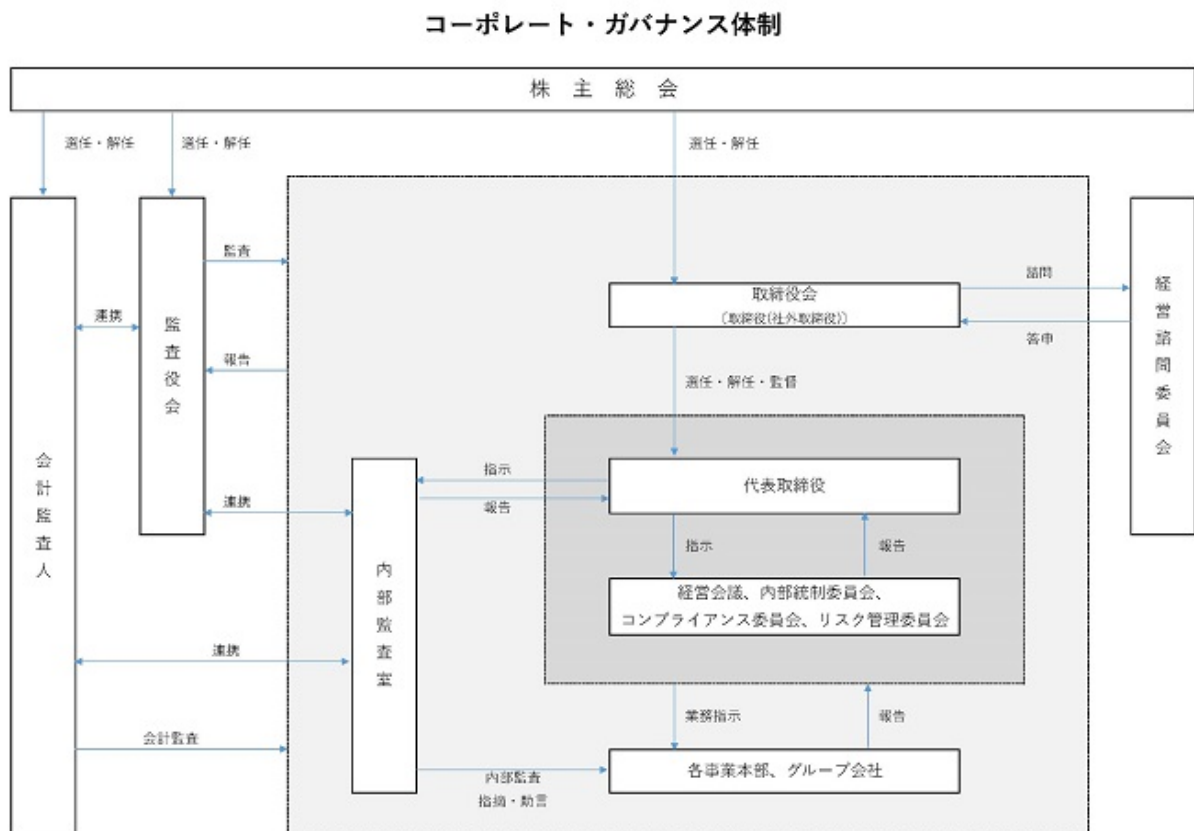 コーポレート・ガバナンス体制
株主総会
選任・解任
選任・解任
選任・解任
監査
諮問
取締役会
(取締役(社外取締役))
経営諮問委員会
連携
監査役会
答申
報告
選任・解任・監督
会計監査人
指示
代表取締役
報告
連携
指示
報告
内部監査室
経営会議、内部統制委員会、
コンプライアンス委員会、リスク管理委員会
連携
業務指示
報告
会計監査
各事業本部、グループ会社
内部監査
指摘・助言